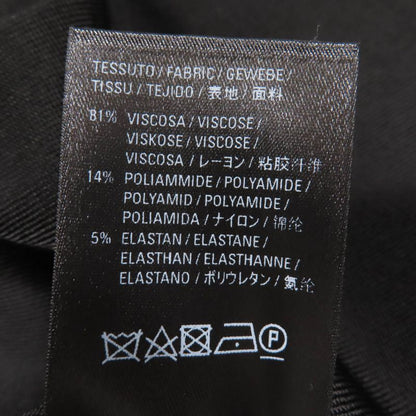 TESSUTO / FABRIC / GEWEBE /
TISSU / TEJIDO / 表地 / 面料
81% VISCOSA / VISCOSE /
VISKOSE / VISCOSE /
VISCOSA / レーヨン / 粘胶纤维
14% POLIAMMIDE / POLYAMIDE /
POLYAMID / POLYAMIDE /
POLIAMIDA / ナイロン / 锦纶
5% ELASTAN / ELASTANE /
ELASTHAN / ELASTHANNE /
ELASTANO / ポリウレタン / 氨纶
P